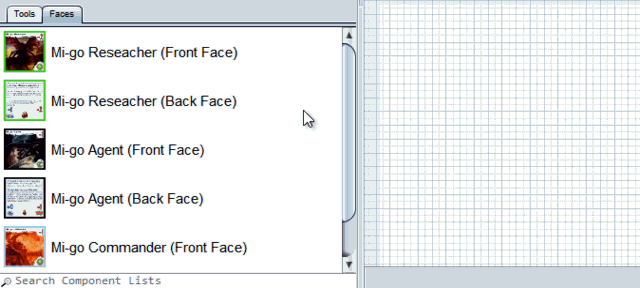 Tools Faces
Mi-go Reseacher (Front Face)
Mi-go Reseacher (Back Face)
Mi-go Agent (Front Face)
Mi-go Agent (Back Face)
Mi-go Commander (Front Face)
Search Component Lists